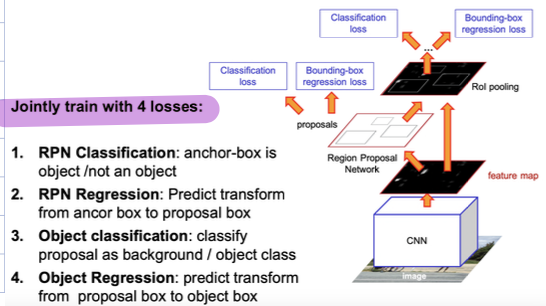 Jointly train with 4 losses:
1. RPN Classification: anchor-box is
object /not an object
2. RPN Regression: Predict transform
from ancor box to proposal box
3. Object classification: classify
proposal as background / object class
4. Object Regression: predict transform
from proposal box to object box
Classification
loss
Bounding-box
regression loss
...
Classification
loss
Bounding-box
regression loss
RoI pooling
proposals
Region Proposal
Network
feature map
CNN
image